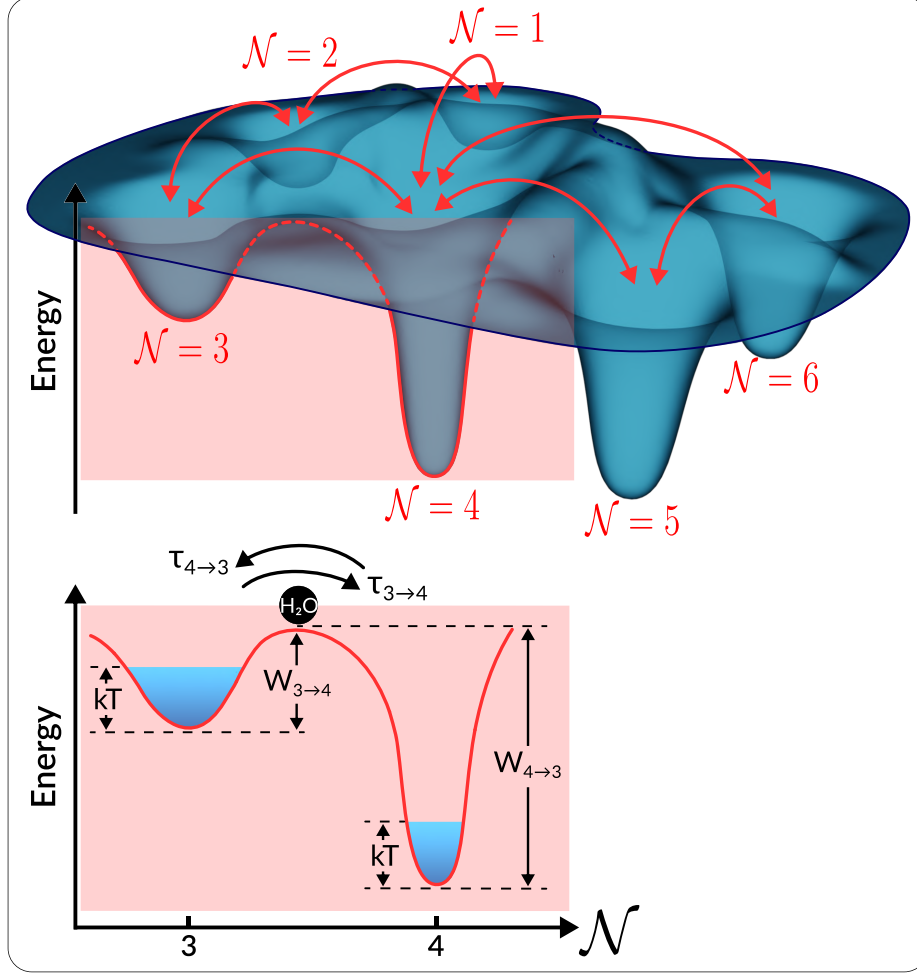 𝒩 = 1
𝒩 = 2
Energy
𝒩 = 3
𝒩 = 6
𝒩 = 4
𝒩 = 5
τ4→3
τ3→4
H₂O
W3→4
kT
Energy
W4→3
kT
3
4
𝒩